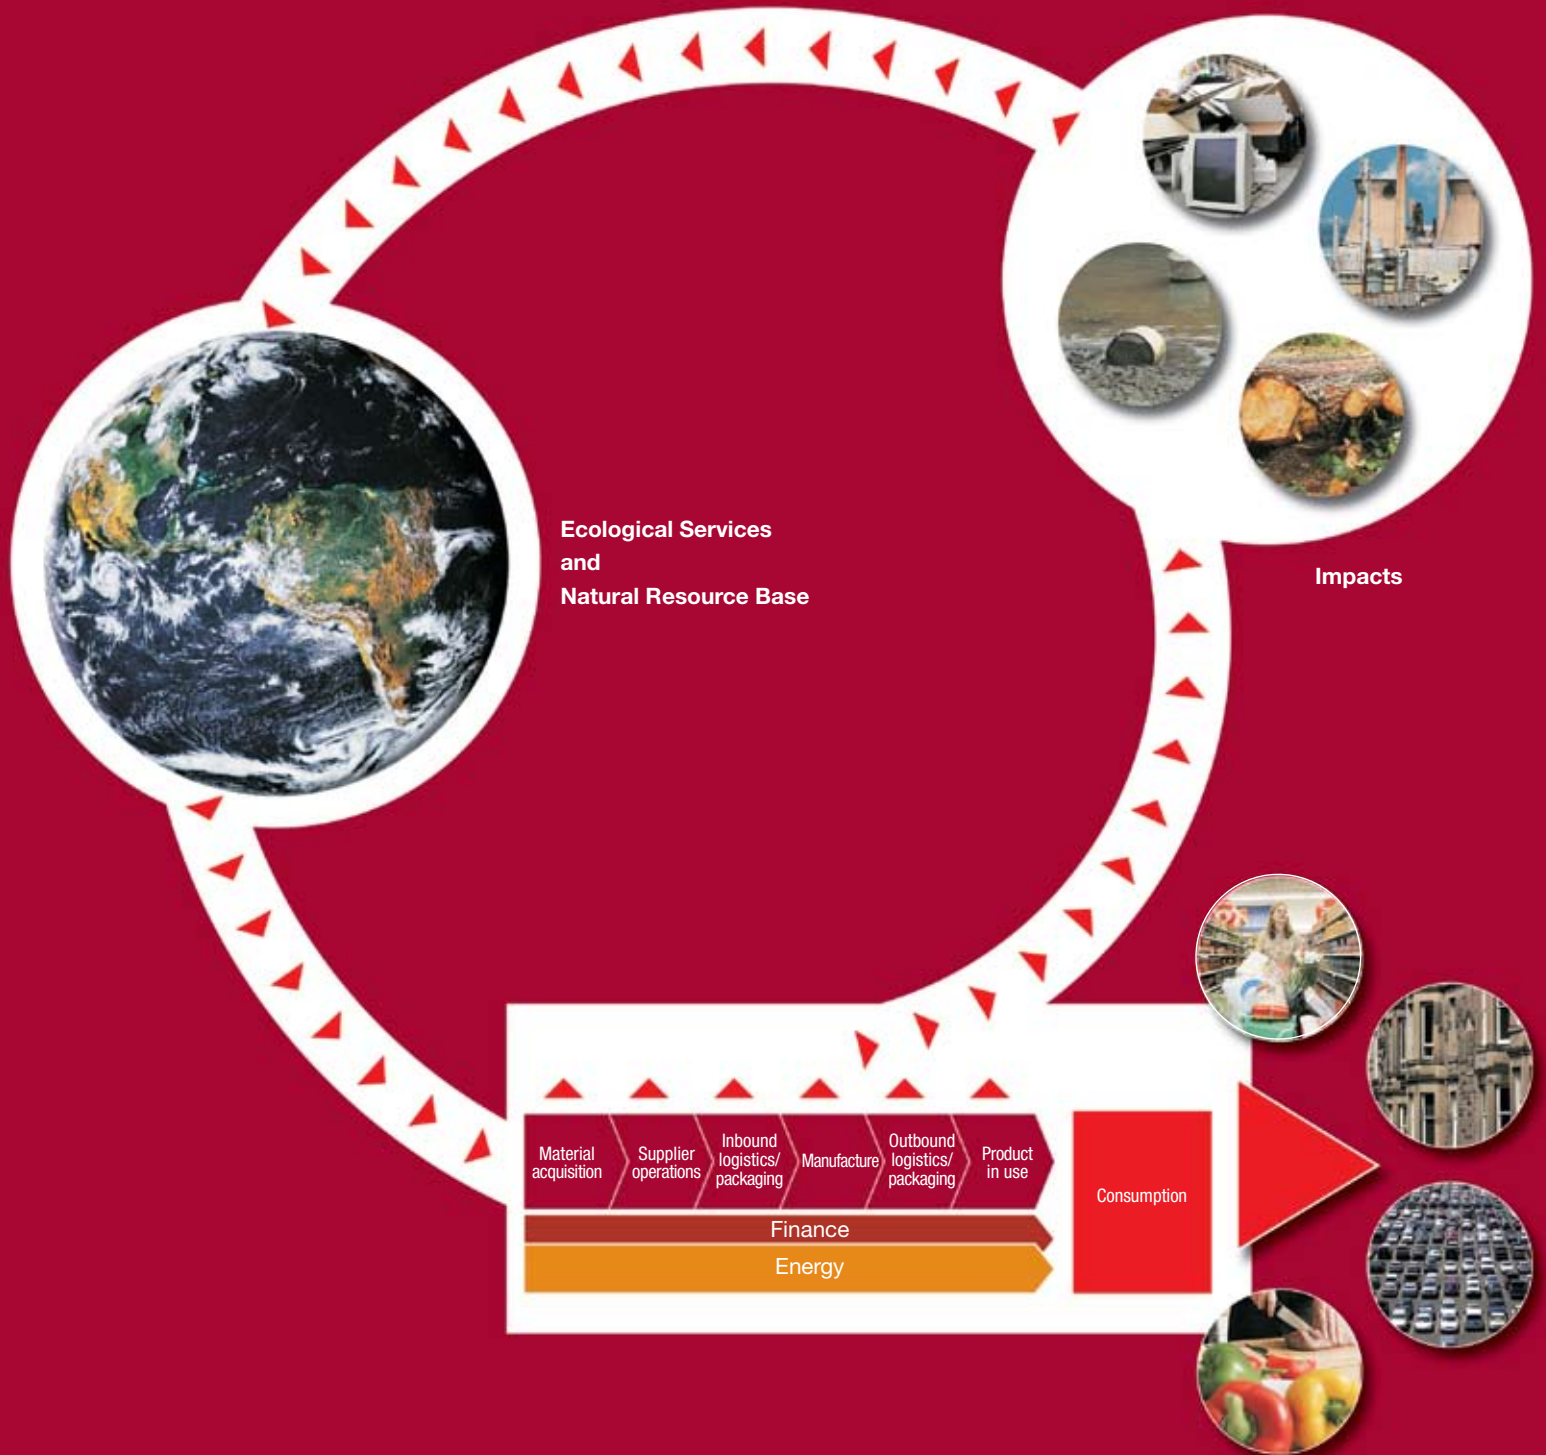 Ecological Services
and
Natural Resource Base
Impacts
Material
acquisition
Supplier
operations
Inbound
logistics/
packaging
Manufacture
Outbound
logistics/
packaging
Product
in use
Consumption
Finance
Energy